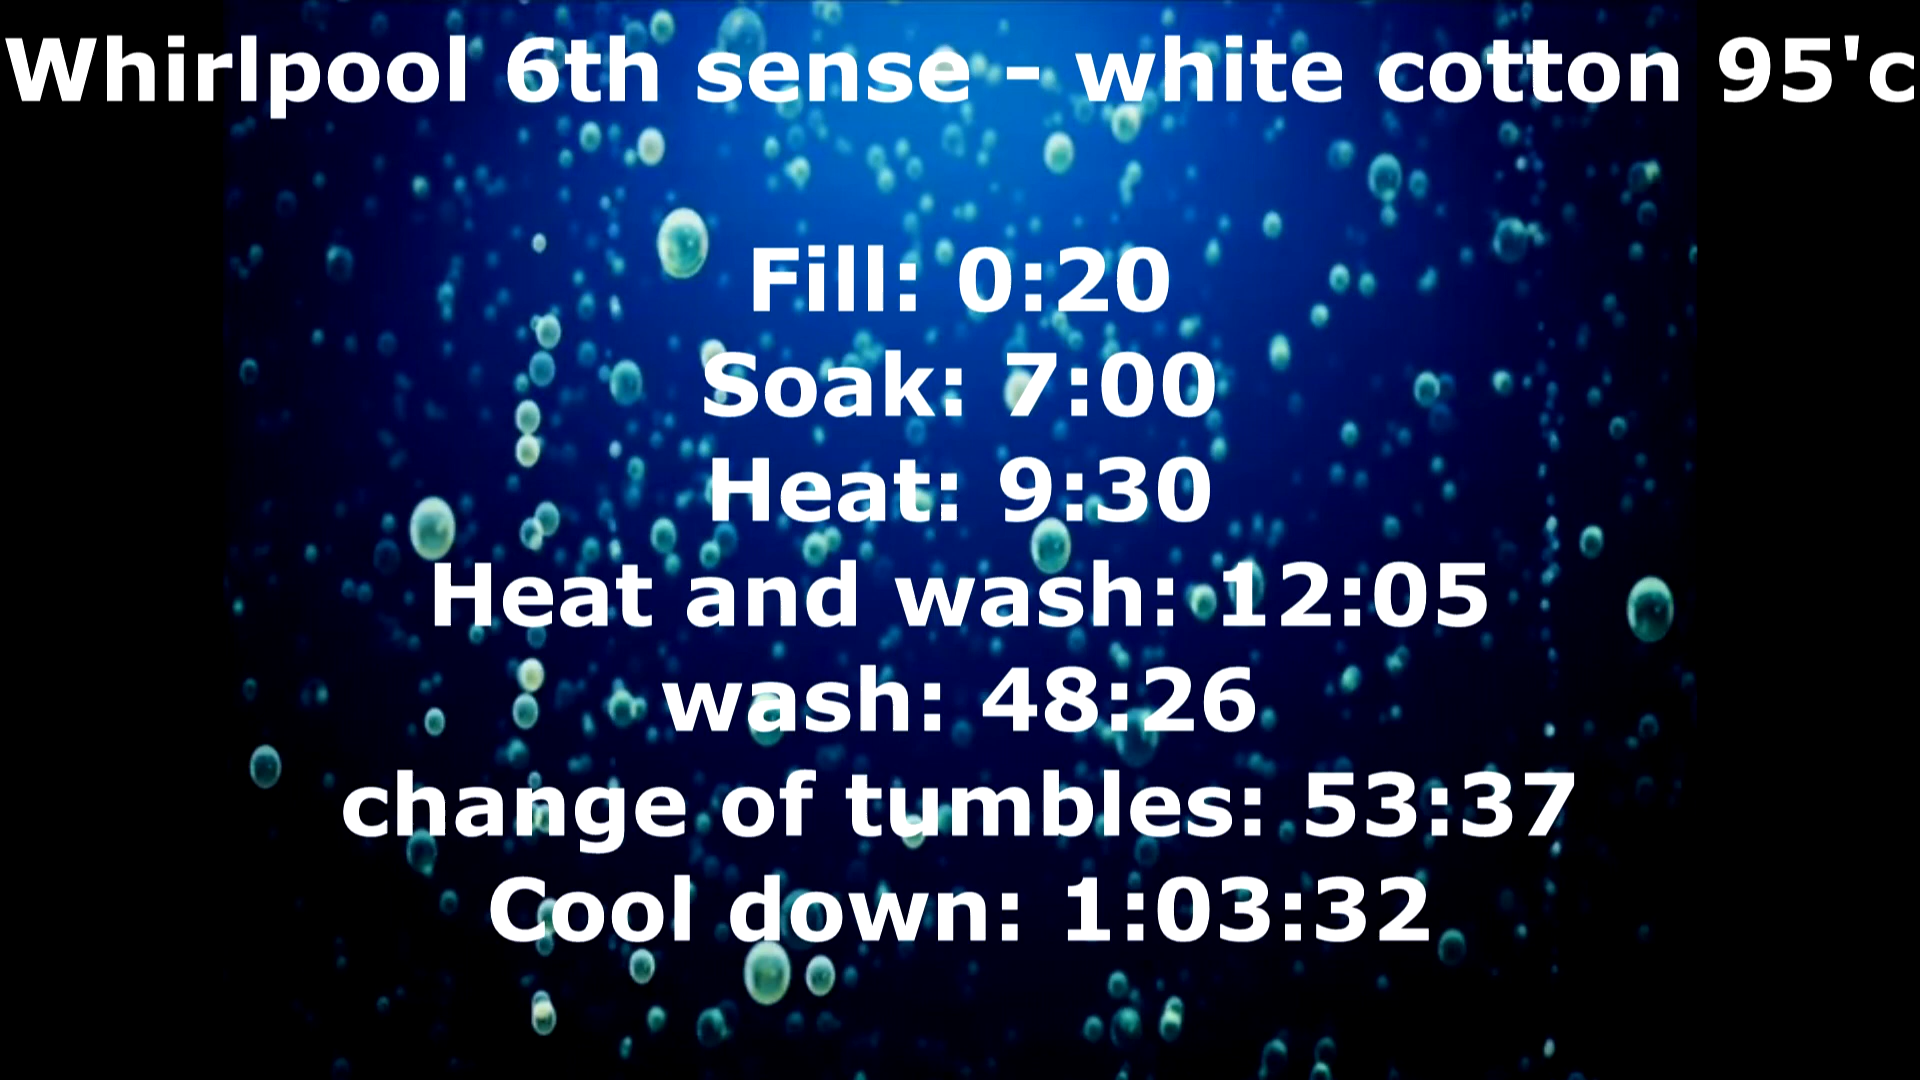 Whirlpool 6th sense - white cotton 95'c
Fill: 0:20
Soak: 7:00
Heat: 9:30
Heat and wash: 12:05
wash: 48:26
change of tumbles: 53:37
Cool down: 1:03:32